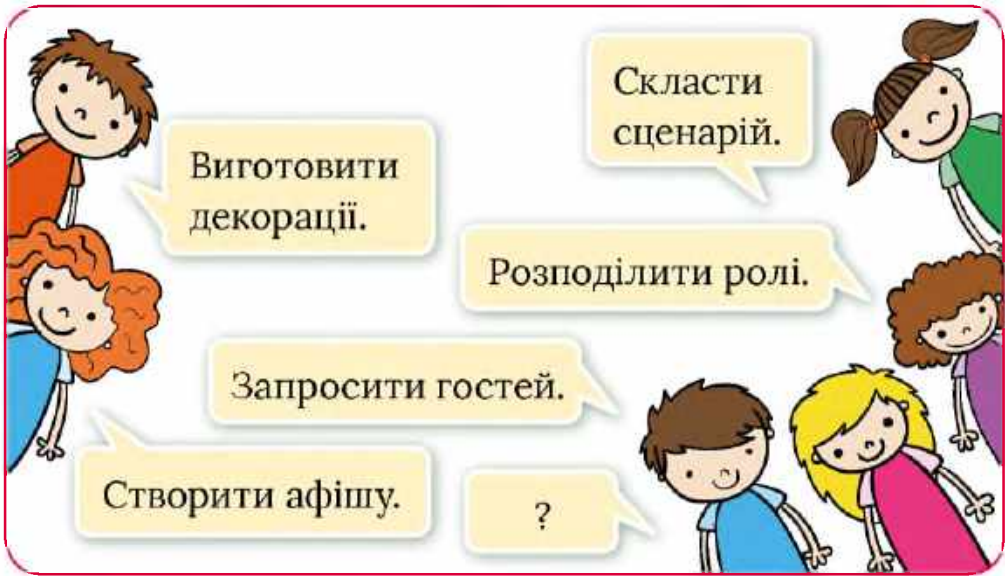 Скласти
сценарій.
Виготовити
декорації.
Розподілити ролі.
Запросити гостей.
Створити афішу.
?